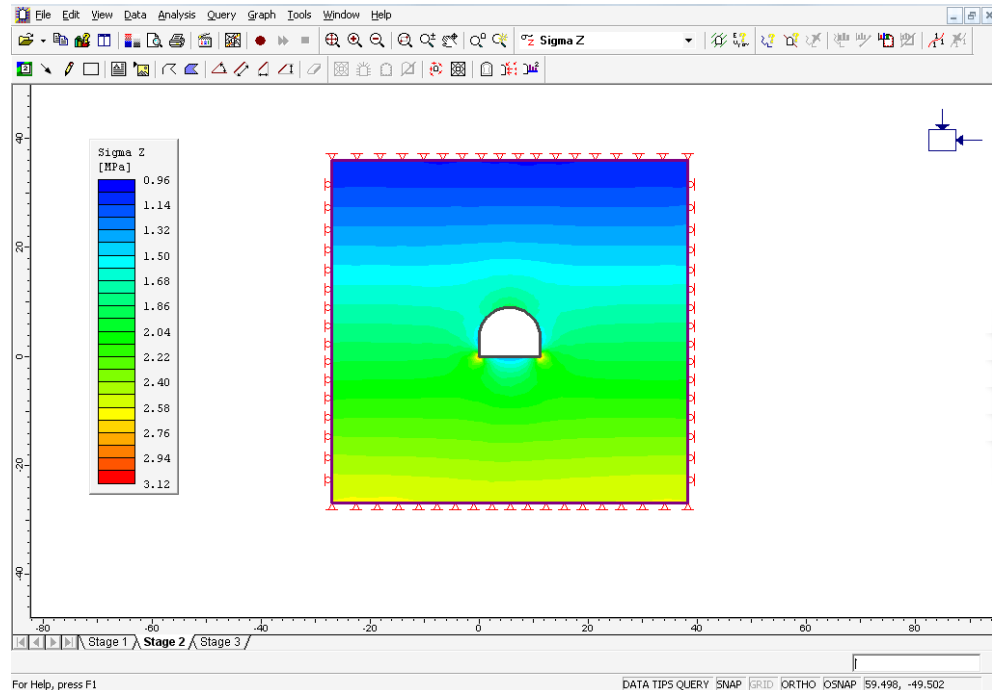 File Edit View Data Analysis Query Graph Tools Window Help
σz Sigma Z
Sigma Z
[MPa]
0.96
1.14
1.32
1.50
1.68
1.86
2.04
2.22
2.40
2.58
2.76
2.94
3.12
40
20
0
-20
-40
-80 -60 -40 -20 0 20 40 60 80
Stage 1 Stage 2 Stage 3
For Help, press F1 DATA TIPS QUERY SNAP GRID ORTHO OSNAP 59.498, -49.502